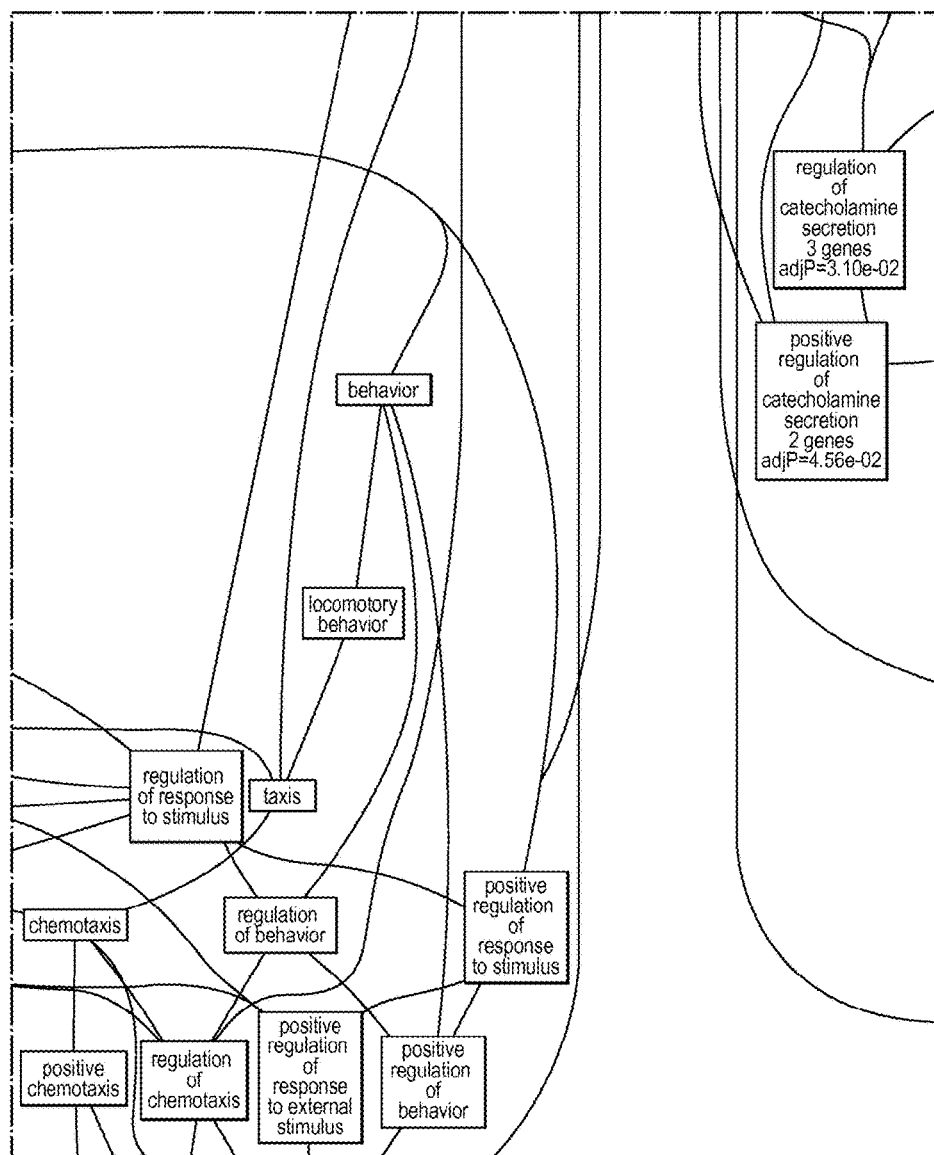 regulation
of
catecholamine
secretion
3 genes
adjP=3.10e-02
positive
regulation
of
catecholamine
secretion
2 genes
adjP=4.56e-02
behavior
locomotory
behavior
regulation
of response
to stimulus
taxis
positive
regulation
of
response
to stimulus
chemotaxis
regulation
of behavior
positive
chemotaxis
regulation
of
chemotaxis
positive
regulation
of
response
to external
stimulus
positive
regulation
of
behavior